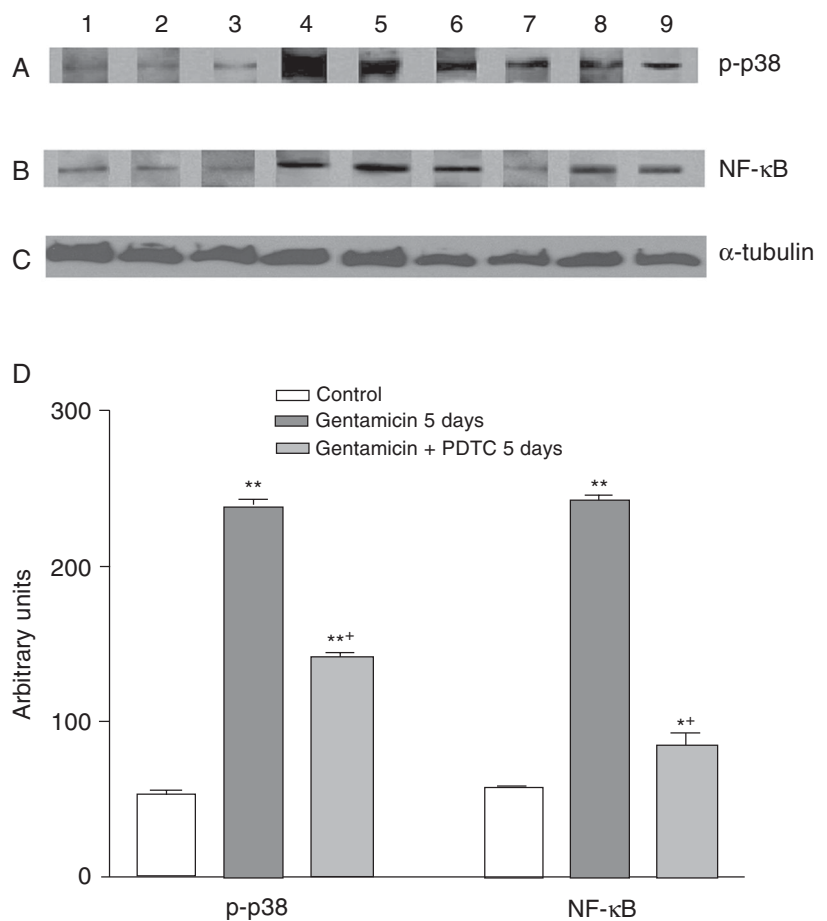 1 2 3 4 5 6 7 8 9
A p-p38
B NF-κB
C α-tubulin
D
Control
Gentamicin 5 days
Gentamicin + PDTC 5 days
300
200
100
0
Arbitrary units
** **
**+ *+
p-p38 NF-κB